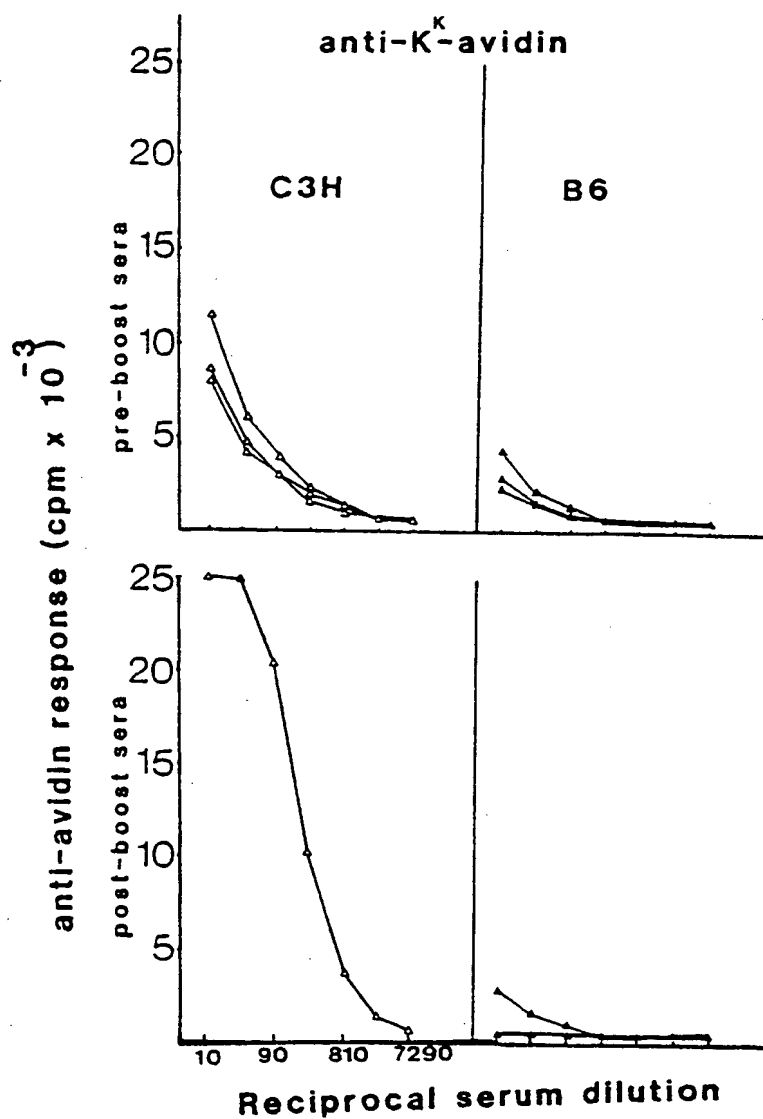 anti-K^K-avidin
C3H
B6
25
20
15
10
5
pre-boost sera
25
20
15
10
5
post-boost sera
anti-avidin response (cpm x 10^-3)
10
90
810
7290
Reciprocal serum dilution